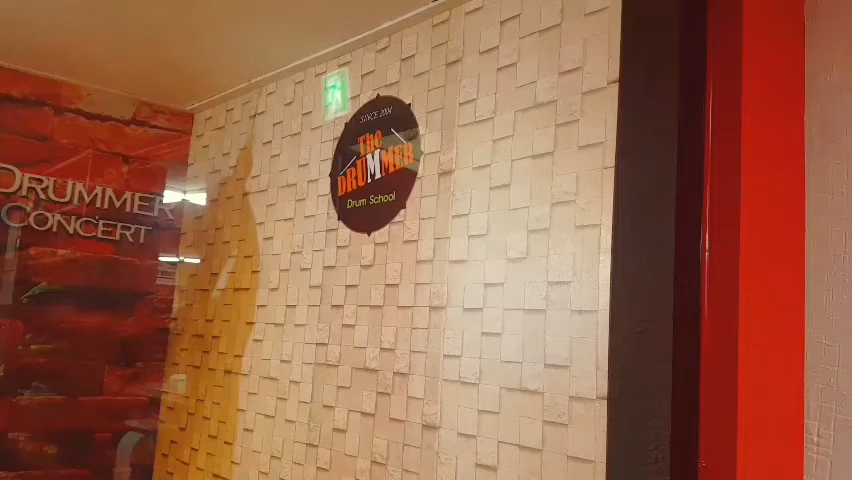 DRUMMER
CONCERT
SINCE 2004
The
DRUMMER
Drum School